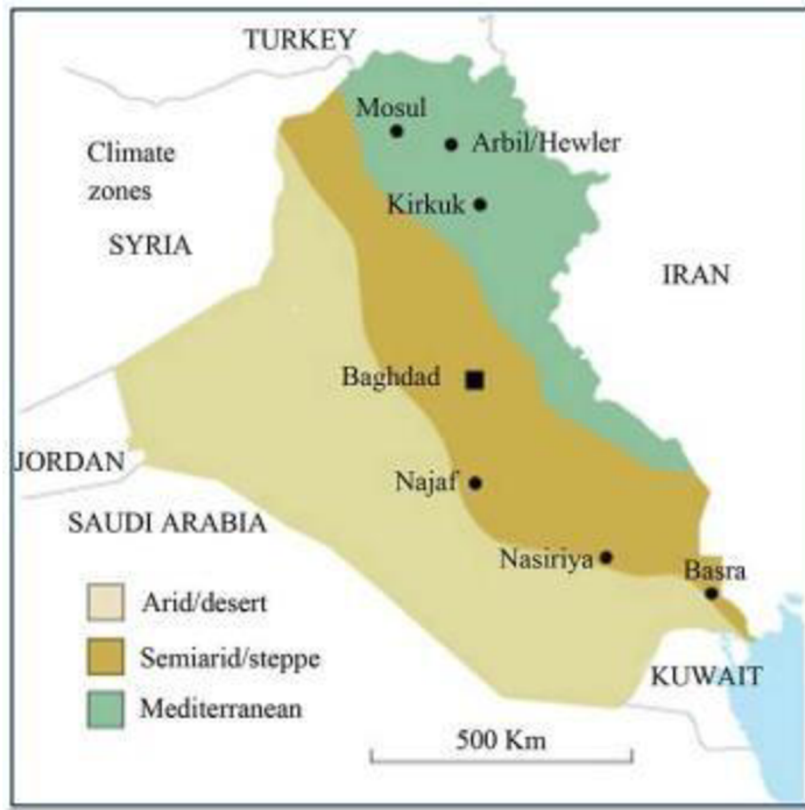 TURKEY
Mosul
Arbil/Hewler
Climate
zones
Kirkuk
SYRIA
IRAN
Baghdad
JORDAN
Najaf
SAUDI ARABIA
Nasiriya
Basra
Arid/desert
Semiarid/steppe
KUWAIT
Mediterranean
500 Km